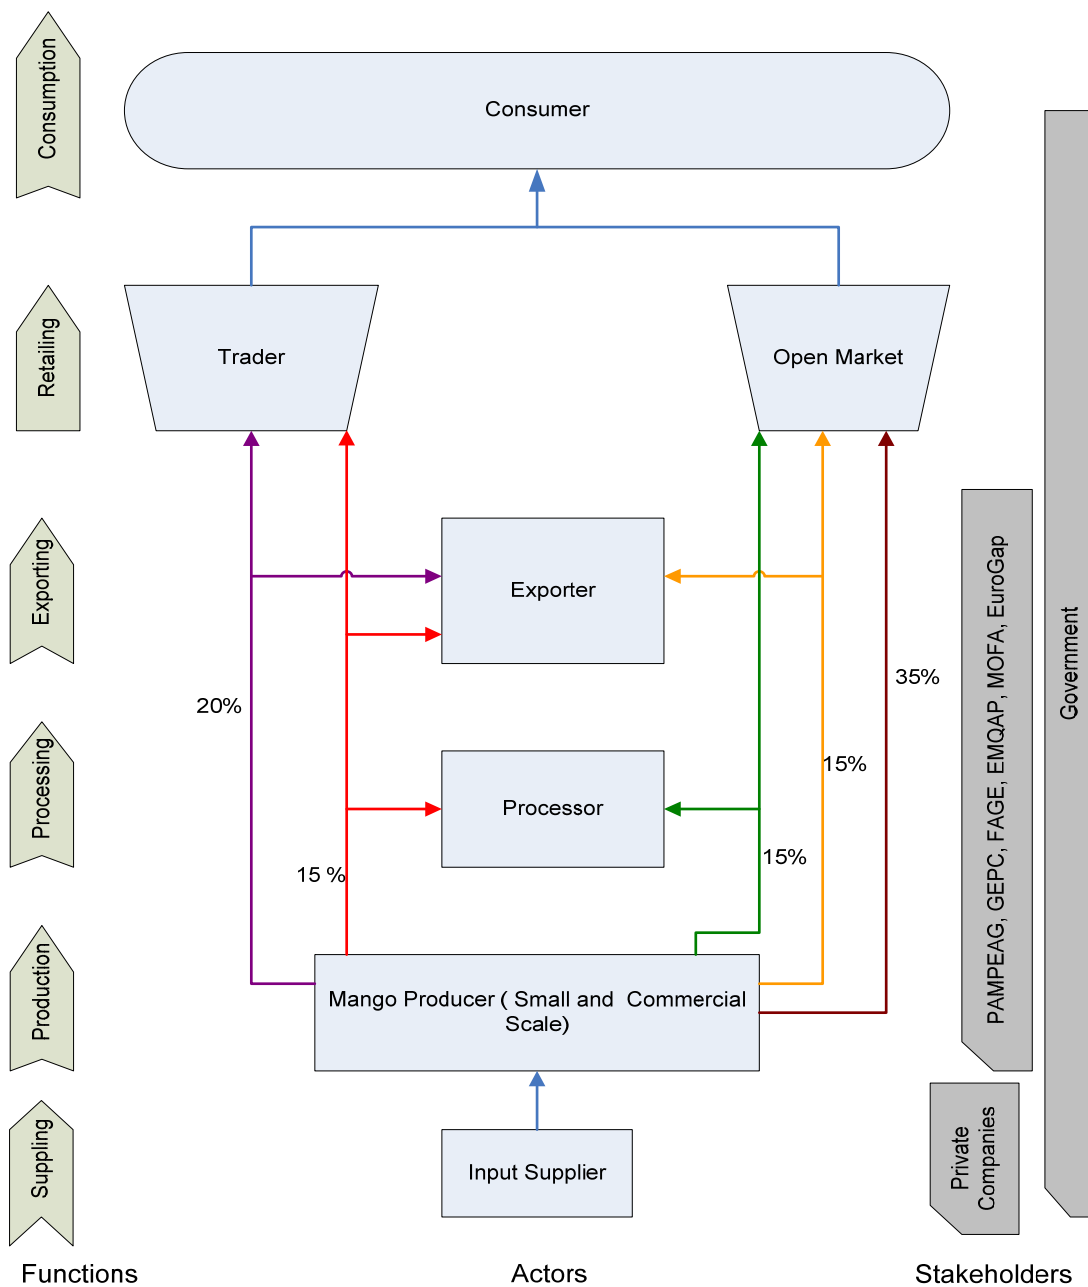 Consumption
Consumer
Retailing
Trader
Open Market
Exporting
Exporter
Processing
Processor
20%
15 %
35%
15%
15%
Production
Mango Producer ( Small and  Commercial
Scale)
Suppling
Input Supplier
PAMPEAG, GEPC, FAGE, EMQAP, MOFA, EuroGap
Government
Private
Companies
Functions
Actors
Stakeholders